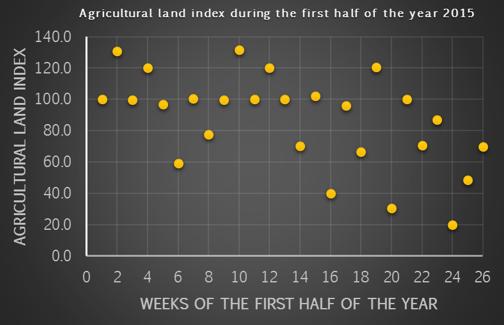 Agricultural land index during the first half of the year 2015
AGRICULTURAL LAND INDEX
140.0
120.0
100.0
80.0
60.0
40.0
20.0
0.0
0 2 4 6 8 10 12 14 16 18 20 22 24 26
WEEKS OF THE FIRST HALF OF THE YEAR